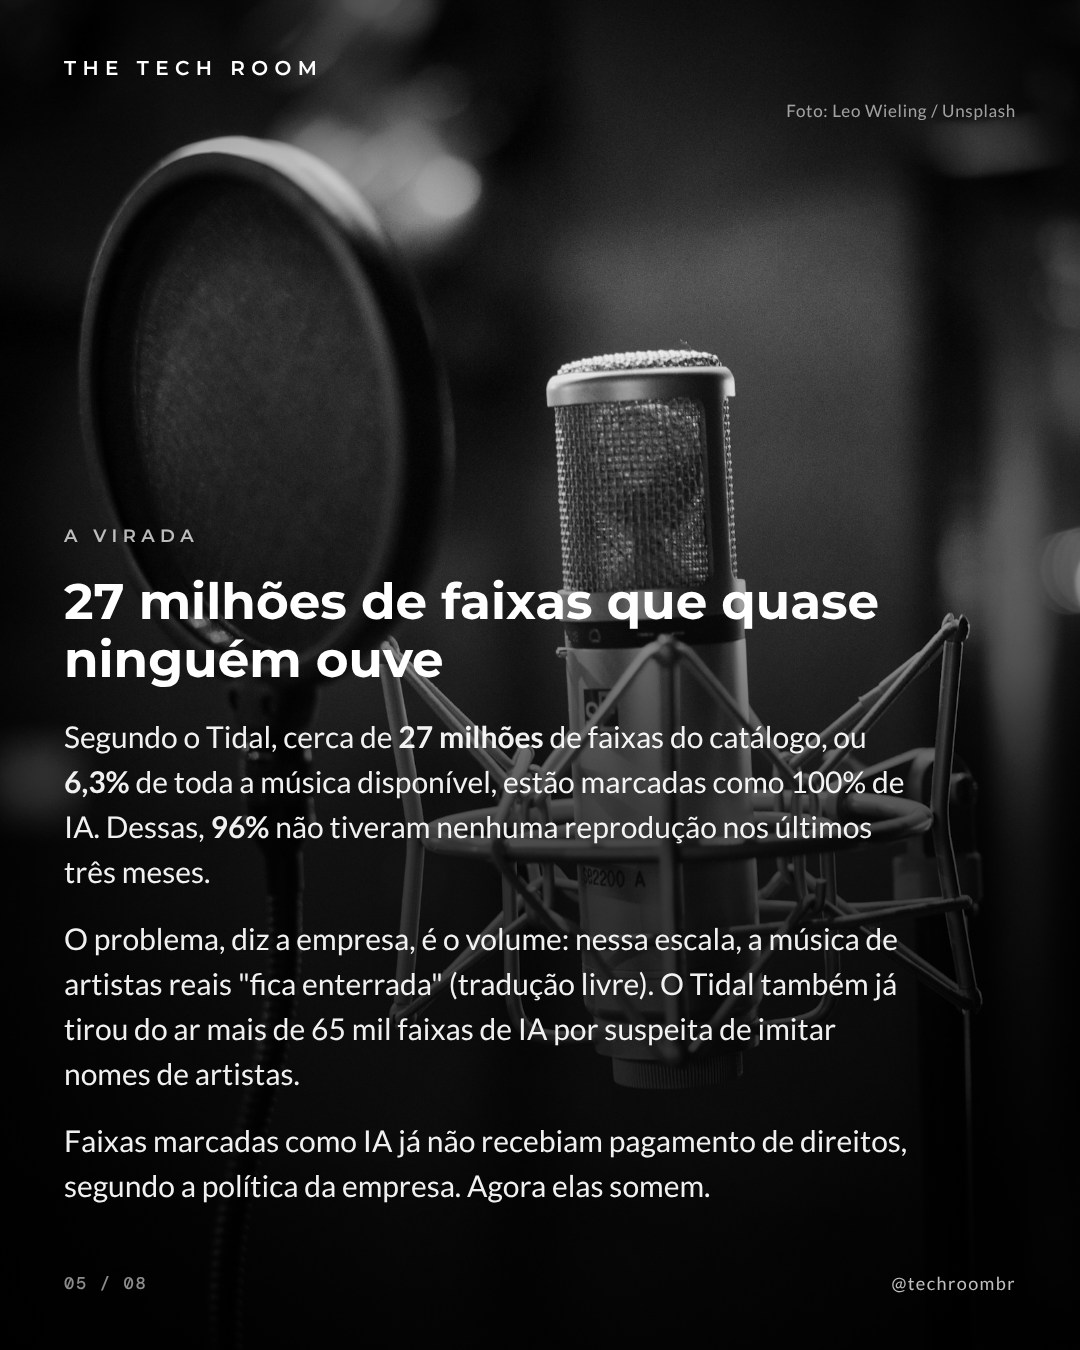 THE TECH ROOM
Foto: Leo Wieling / Unsplash
A VIRADA
27 milhões de faixas que quase
ninguém ouve
Segundo o Tidal, cerca de 27 milhões de faixas do catálogo, ou
6,3% de toda a música disponível, estão marcadas como 100% de
IA. Dessas, 96% não tiveram nenhuma reprodução nos últimos
três meses.
O problema, diz a empresa, é o volume: nessa escala, a música de
artistas reais "fica enterrada" (tradução livre). O Tidal também já
tirou do ar mais de 65 mil faixas de IA por suspeita de imitar
nomes de artistas.
Faixas marcadas como IA já não recebiam pagamento de direitos,
segundo a política da empresa. Agora elas somem.
05 / 08
@techroombr